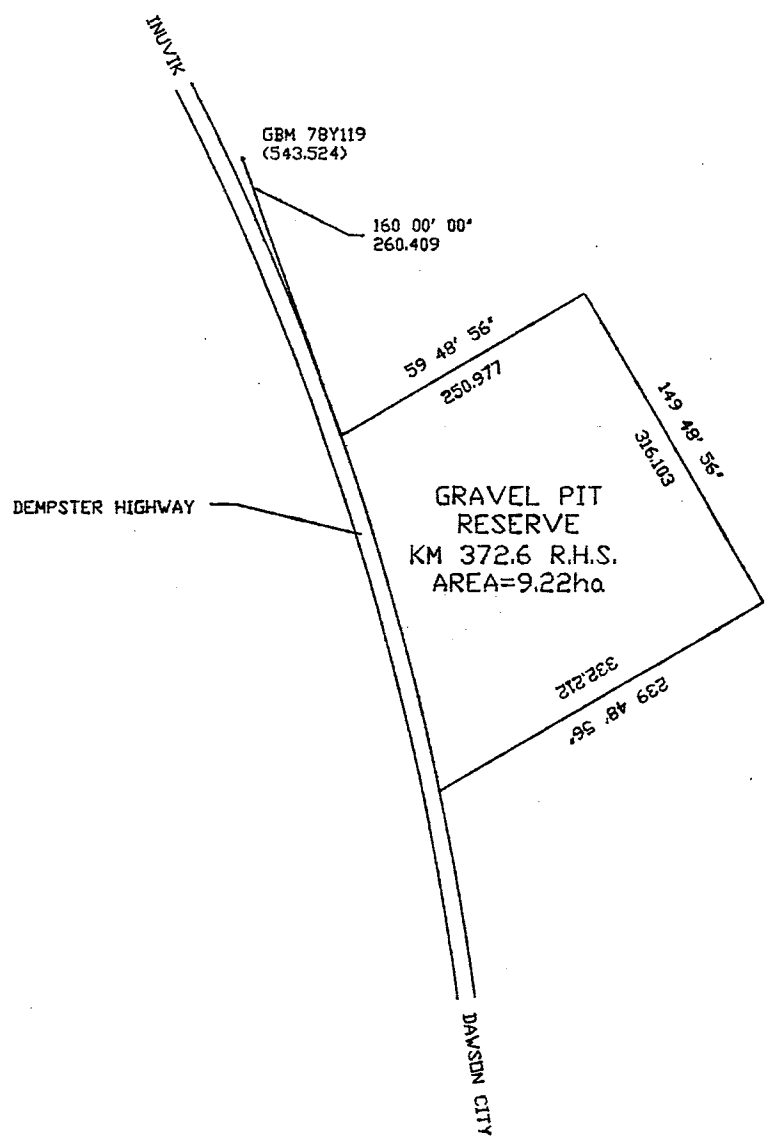 INUVIK
GBM 78Y119
(543.524)
160 00' 00"
260.409
59 48' 56"
250.977
149 48' 56"
316.103
DEMPSTER HIGHWAY
GRAVEL PIT
RESERVE
KM 372.6 R.H.S.
AREA=9.22ha
332.212
239 48' 56"
DAWSON CITY